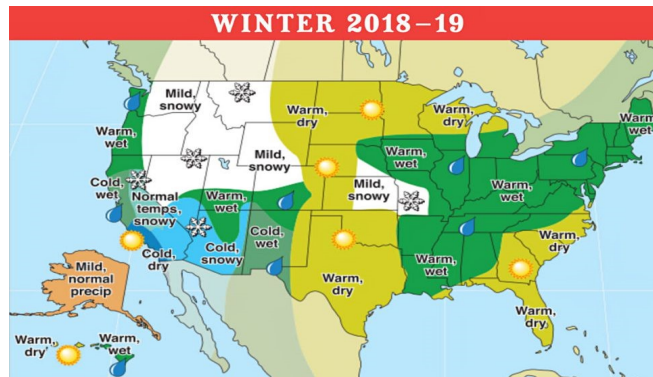 WINTER 2018–19
Mild,
snowy
Warm,
dry
Warm,
dry
Warm,
wet
Warm,
wet
Warm,
wet
Mild,
snowy
Mild,
snowy
Warm,
wet
Cold,
wet
Normal
temps,
snowy
Warm,
wet
Cold,
wet
Cold,
snowy
Cold,
dry
Warm,
dry
Warm,
wet
Warm,
dry
Warm,
dry
Mild,
normal
precip
Warm,
dry
Warm,
wet